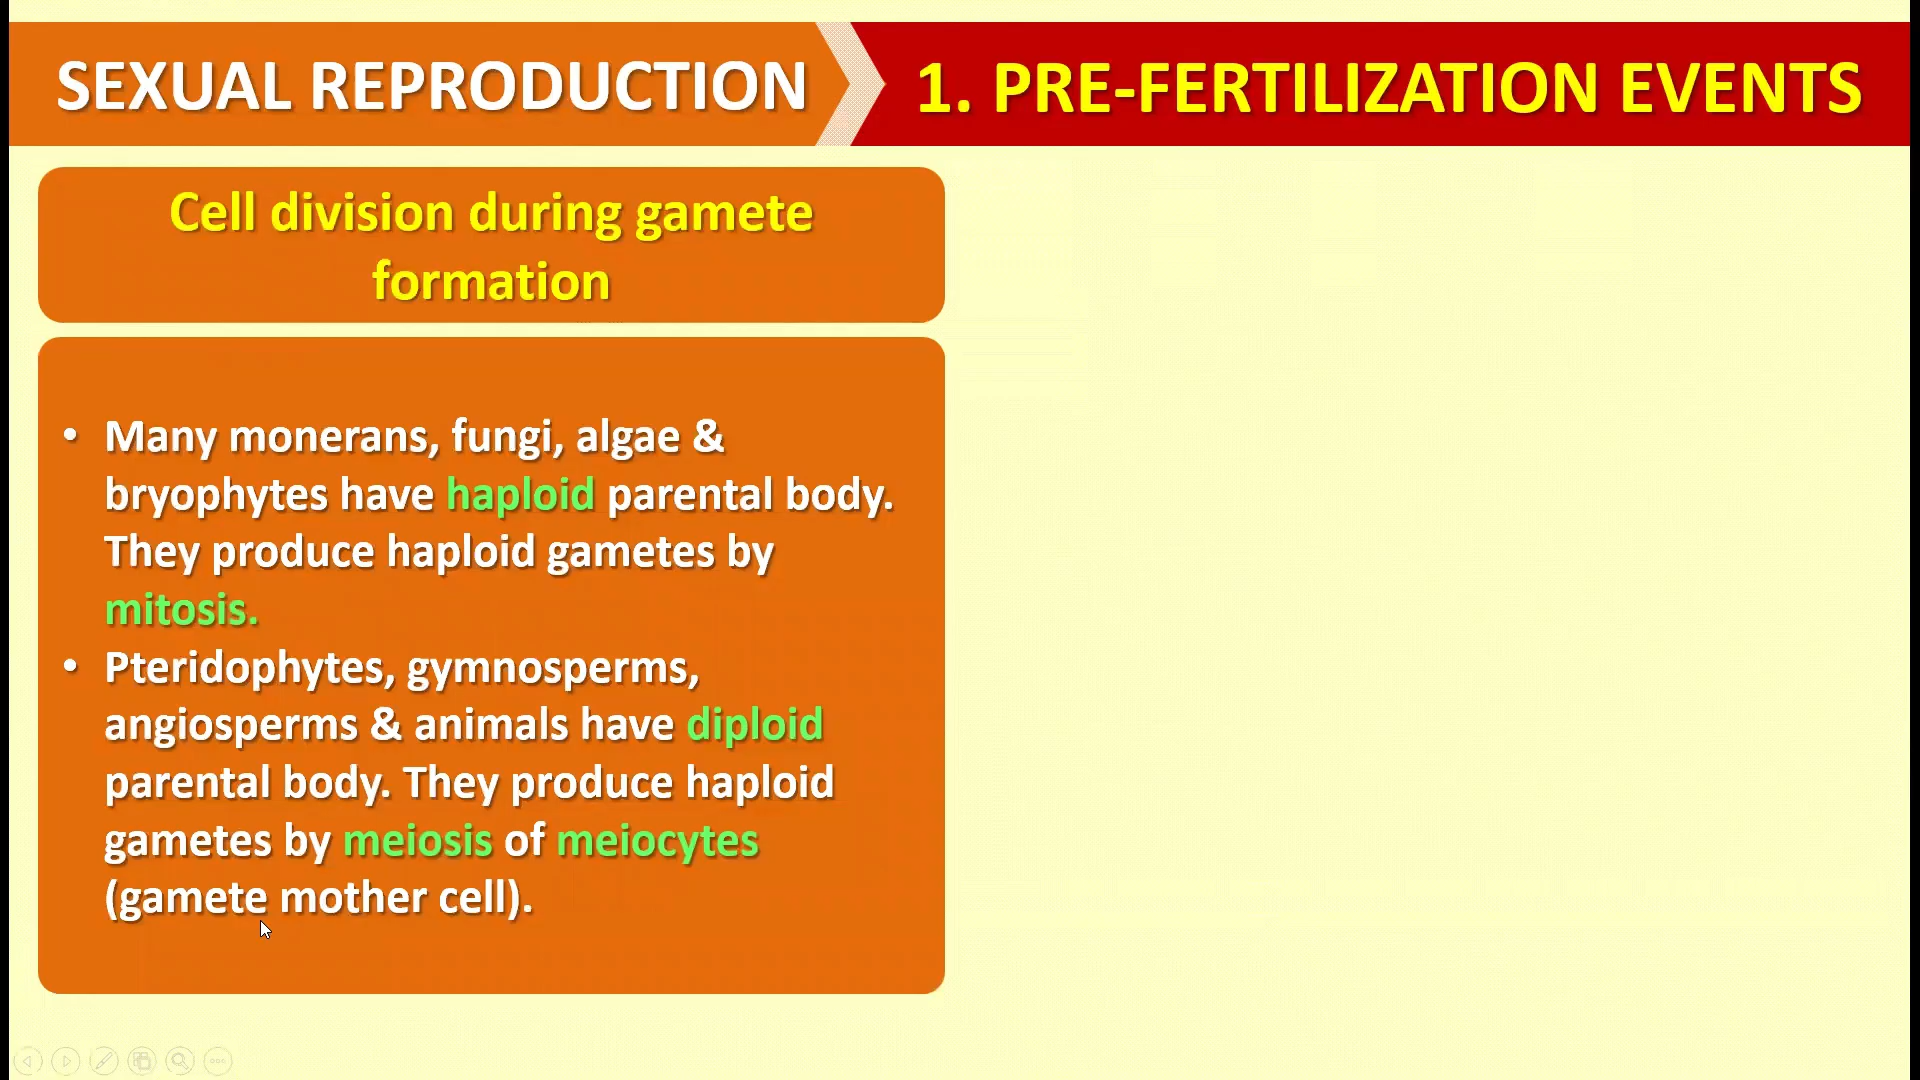 SEXUAL REPRODUCTION
1. PRE-FERTILIZATION EVENTS
Cell division during gamete
formation
• Many monerans, fungi, algae &
bryophytes have haploid parental body.
They produce haploid gametes by
mitosis.
• Pteridophytes, gymnosperms,
angiosperms & animals have diploid
parental body. They produce haploid
gametes by meiosis of meiocytes
(gamete mother cell).